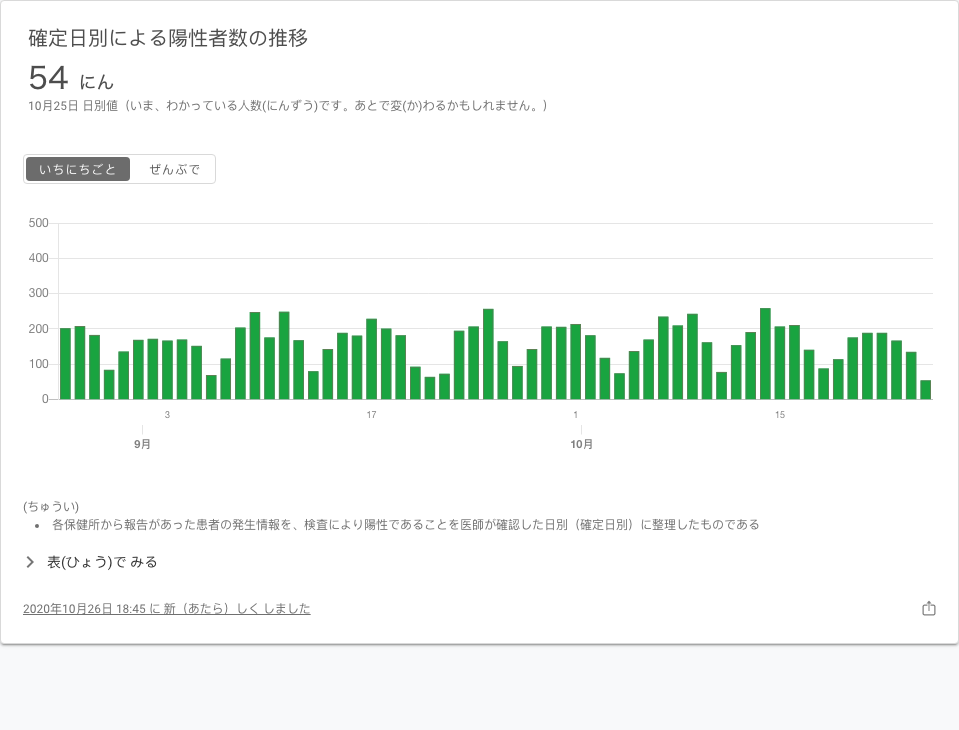 確定日別による陽性者数の推移
54 にん
10月25日 日別値（いま、わかっている人数(にんずう)です。あとで変(か)わるかもしれません。）
いちにちごと ぜんぶで
500
400
300
200
100
0
3 17 1 15
9月 10月
(ちゅうい)
• 各保健所から報告があった患者の発生情報を、検査により陽性であることを医師が確認した日別（確定日別）に整理したものである
表(ひょう)で みる
2020年10月26日 18:45 に 新（あたら）しく しました